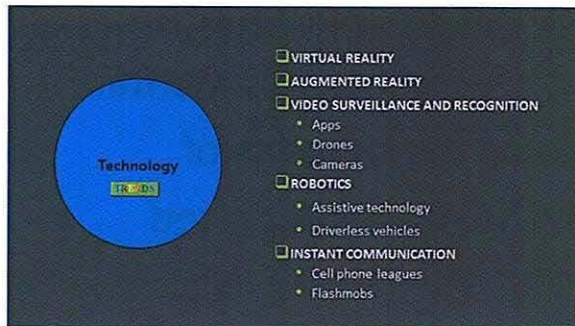 Technology
TRENDS
VIRTUAL REALITY
AUGMENTED REALITY
VIDEO SURVEILLANCE AND RECOGNITION
Apps
Drones
Cameras
ROBOTICS
Assistive technology
Driverless vehicles
INSTANT COMMUNICATION
Cell phone leagues
Flashmobs